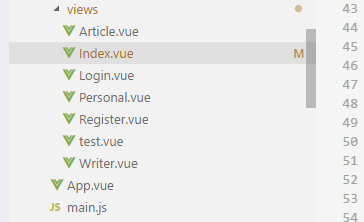 views
Article.vue
Index.vue M
Login.vue
Personal.vue
Register.vue
test.vue
Writer.vue
App.vue
JS main.js
43
44
45
46
47
48
49
50
51
52
53
54